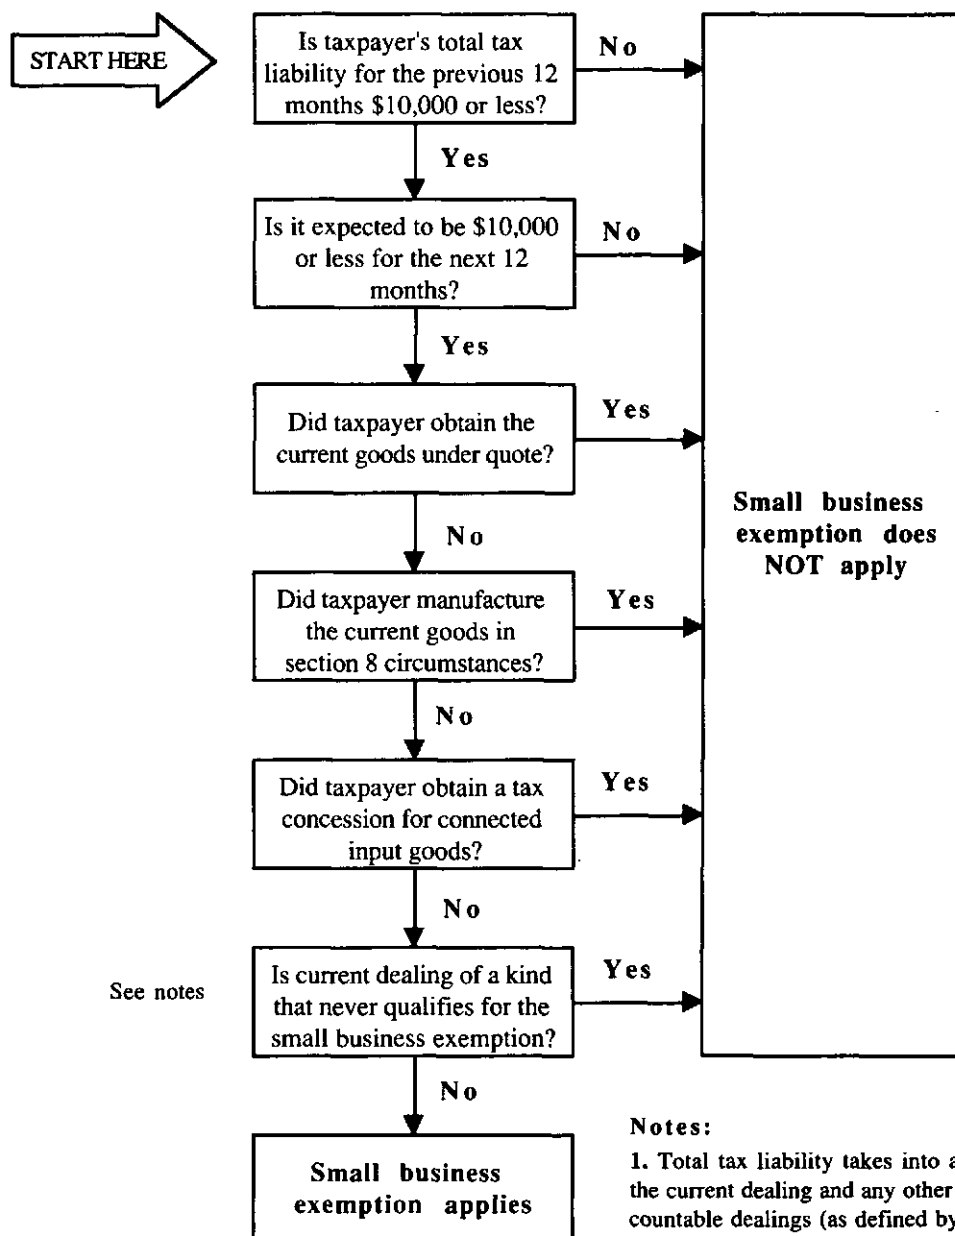 START HERE
Is taxpayer's total tax
liability for the previous 12
months $10,000 or less?
No
Yes
Is it expected to be $10,000
or less for the next 12
months?
No
Yes
Did taxpayer obtain the
current goods under quote?
Yes
No
Did taxpayer manufacture
the current goods in
section 8 circumstances?
Yes
No
Did taxpayer obtain a tax
concession for connected
input goods?
Yes
No
See notes
Is current dealing of a kind
that never qualifies for the
small business exemption?
Yes
No
Small business
exemption applies
Small business
exemption does
NOT apply
Notes:
1. Total tax liability takes into a
the current dealing and any other
countable dealings (as defined by